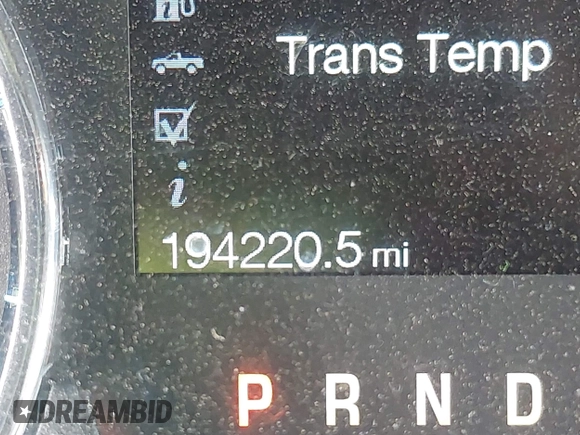 Trans Temp
i
194220.5 mi
P R N D
DREAMBID